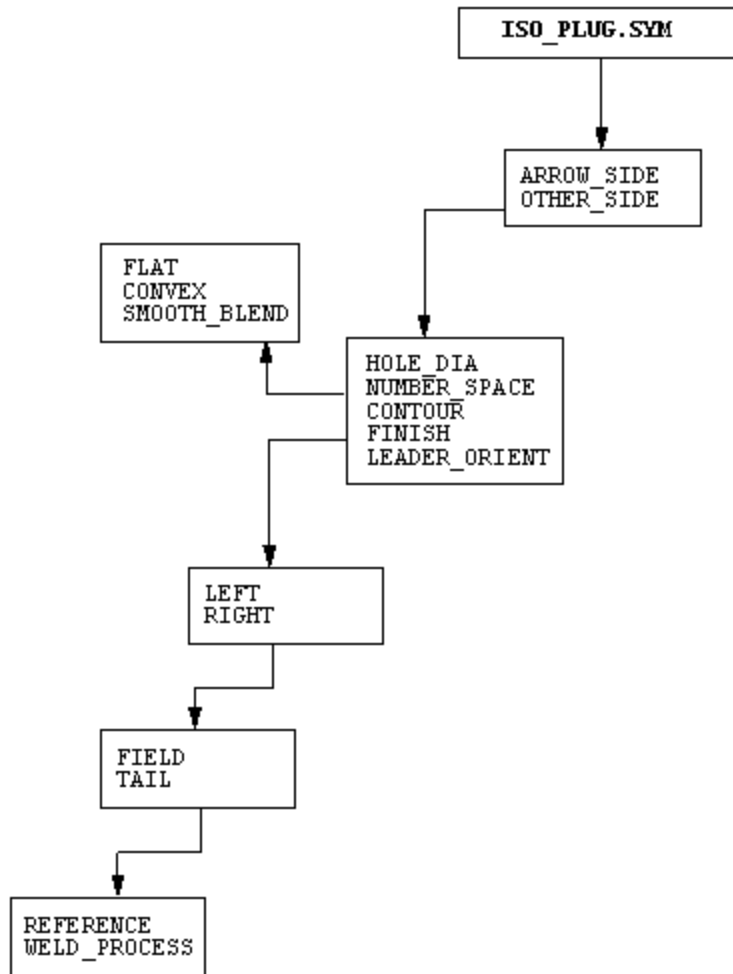 ISO_PLUG.SYM
ARROW_SIDE
OTHER_SIDE
FLAT
CONVEX
SMOOTH_BLEND
HOLE_DIA
NUMBER_SPACE
CONTOUR
FINISH
LEADER_ORIENT
LEFT
RIGHT
FIELD
TAIL
REFERENCE
WELD_PROCESS